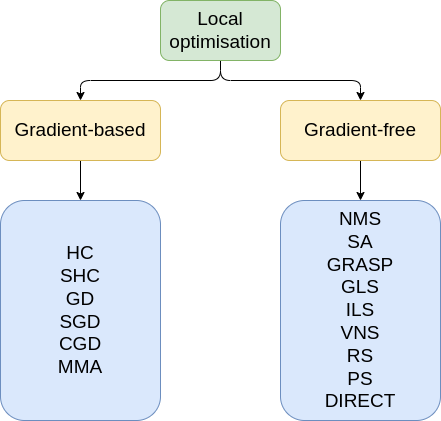 Local
optimisation
Gradient-based
Gradient-free
HC
SHC
GD
SGD
CGD
MMA
NMS
SA
GRASP
GLS
ILS
VNS
RS
PS
DIRECT